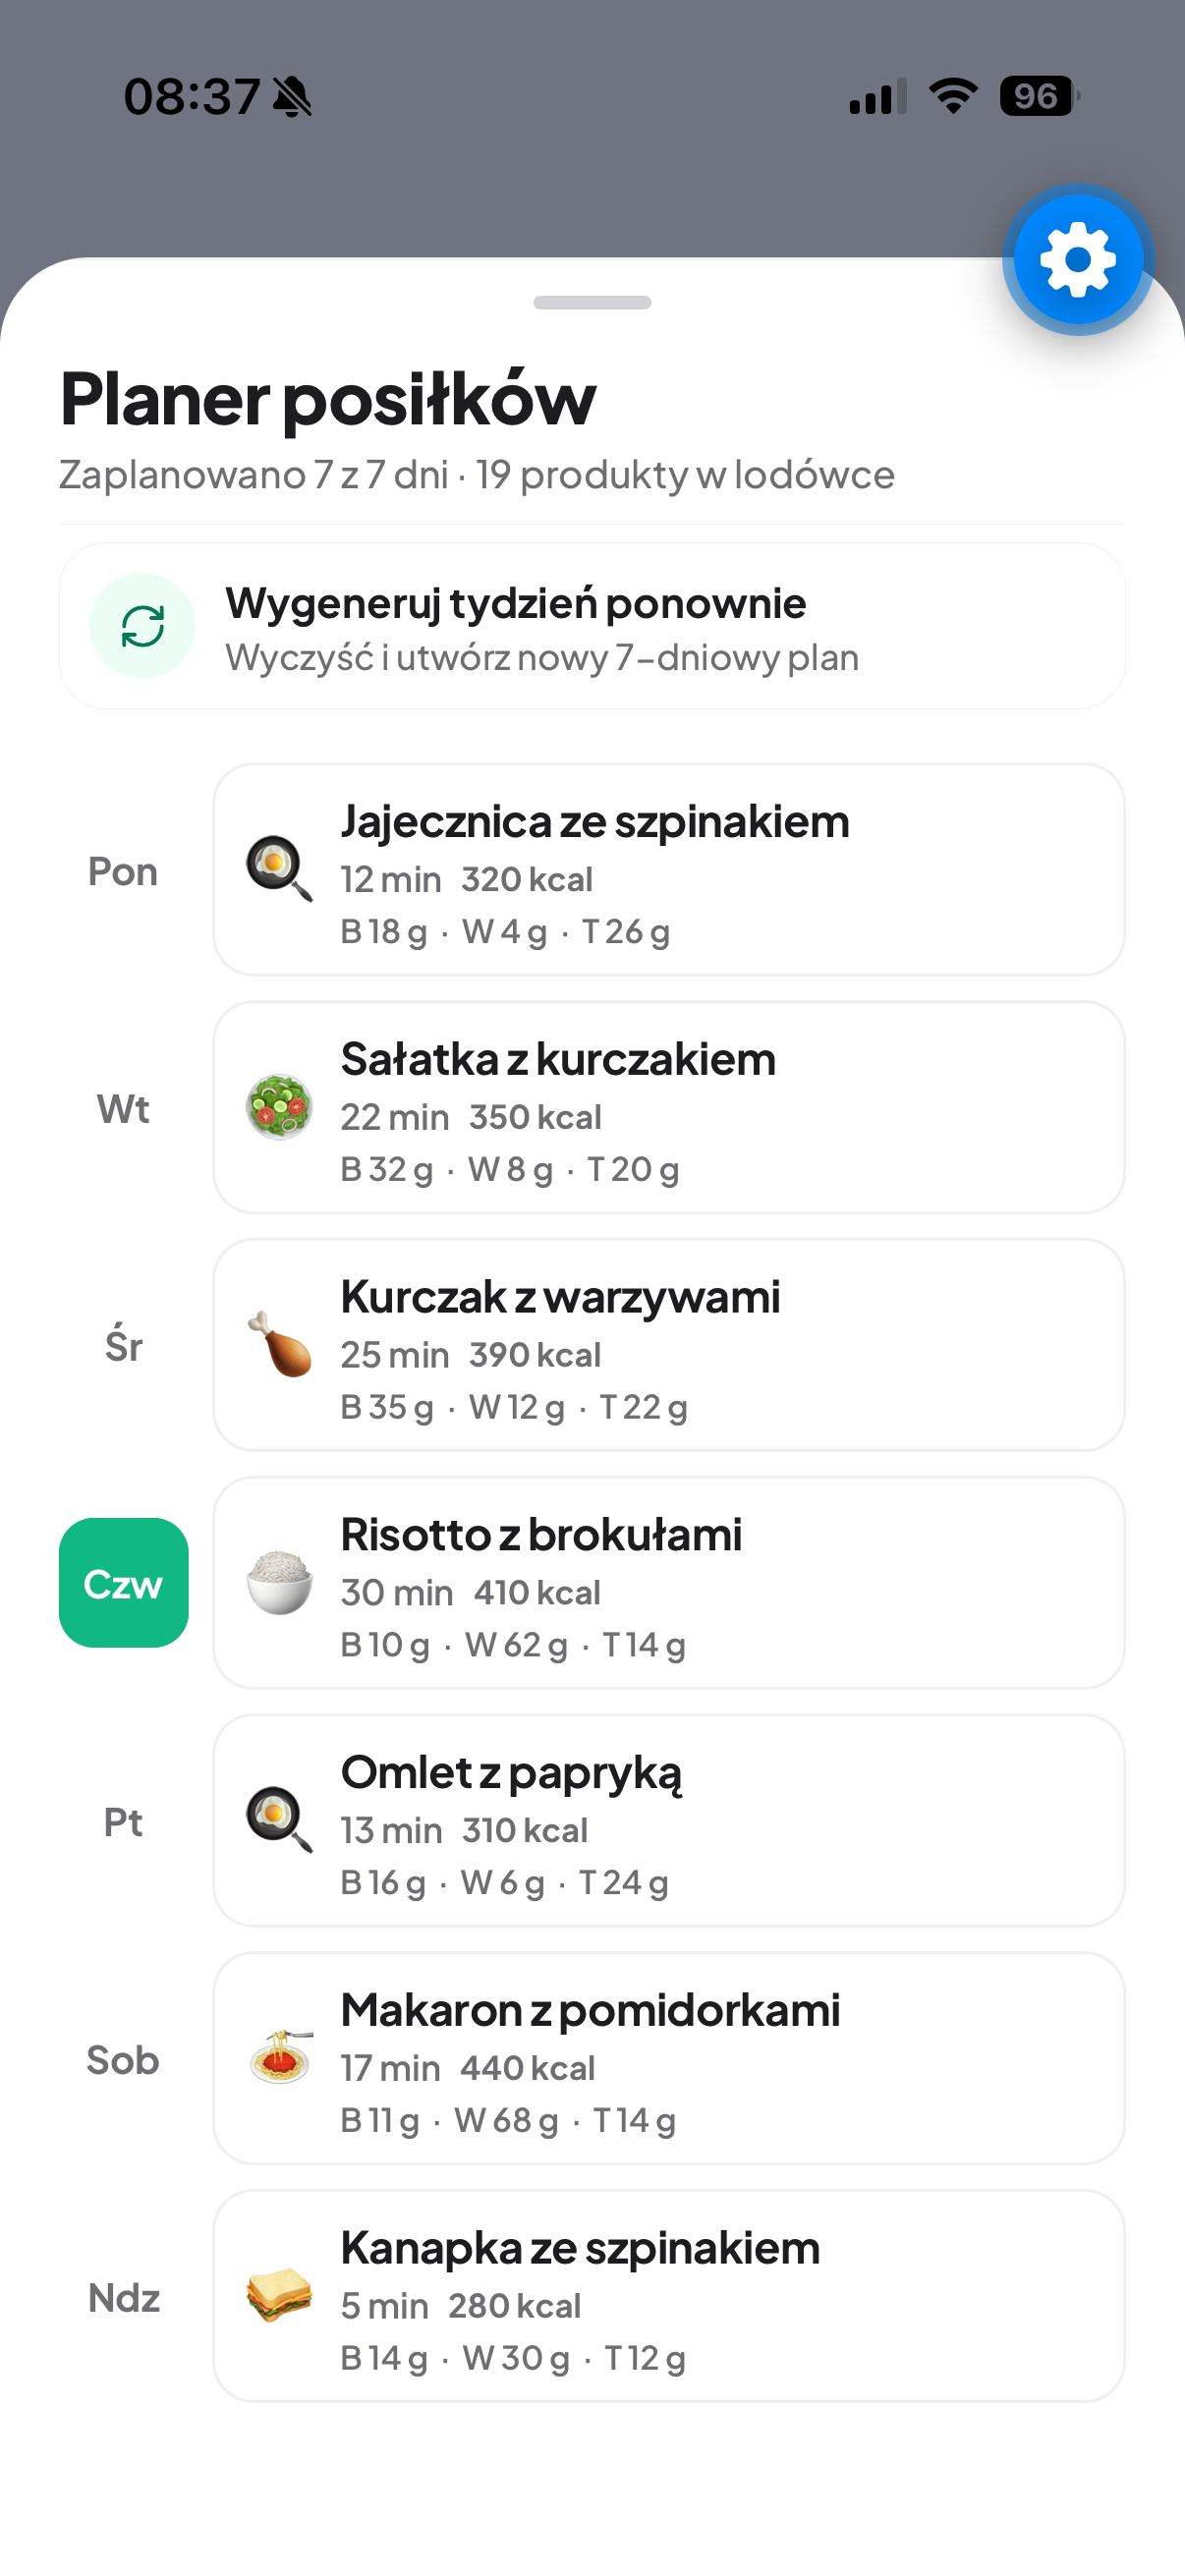 08:37
96
Planer posiłków
Zaplanowano 7 z 7 dni · 19 produkty w lodówce
Wygeneruj tydzień ponownie
Wyczyść i utwórz nowy 7–dniowy plan
Pon
Jajecznica ze szpinakiem
12 min 320 kcal
B 18 g · W 4 g · T 26 g
Wt
Sałatka z kurczakiem
22 min 350 kcal
B 32 g · W 8 g · T 20 g
Śr
Kurczak z warzywami
25 min 390 kcal
B 35 g · W 12 g · T 22 g
Czw
Risotto z brokułami
30 min 410 kcal
B 10 g · W 62 g · T 14 g
Pt
Omlet z papryką
13 min 310 kcal
B 16 g · W 6 g · T 24 g
Sob
Makaron z pomidorkami
17 min 440 kcal
B 11 g · W 68 g · T 14 g
Ndz
Kanapka ze szpinakiem
5 min 280 kcal
B 14 g · W 30 g · T 12 g